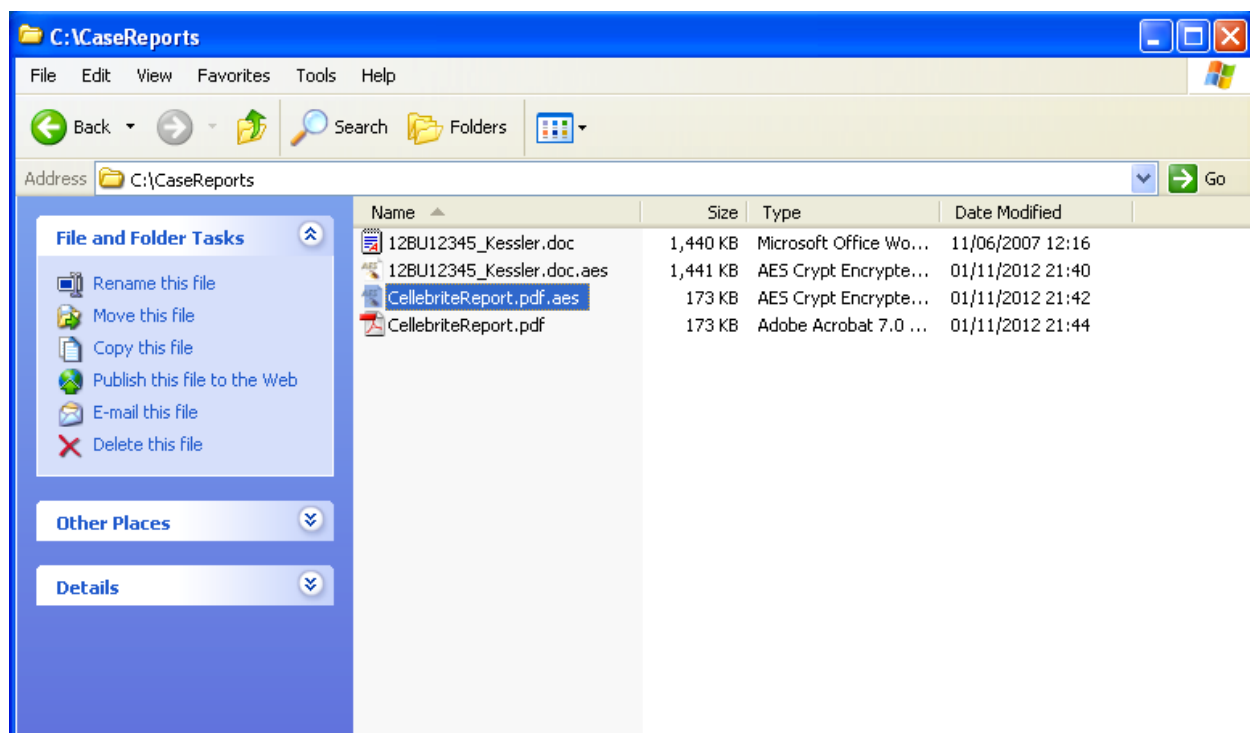 C:\CaseReports
File Edit View Favorites Tools Help
Back Search Folders
Address C:\CaseReports Go
File and Folder Tasks
Rename this file
Move this file
Copy this file
Publish this file to the Web
E-mail this file
Delete this file
Other Places
Details
Name Size Type Date Modified
12BU12345_Kessler.doc 1,440 KB Microsoft Office Wo... 11/06/2007 12:16
12BU12345_Kessler.doc.aes 1,441 KB AES Crypt Encrypte... 01/11/2012 21:40
CellebriteReport.pdf.aes 173 KB AES Crypt Encrypte... 01/11/2012 21:42
CellebriteReport.pdf 173 KB Adobe Acrobat 7.0 ... 01/11/2012 21:44